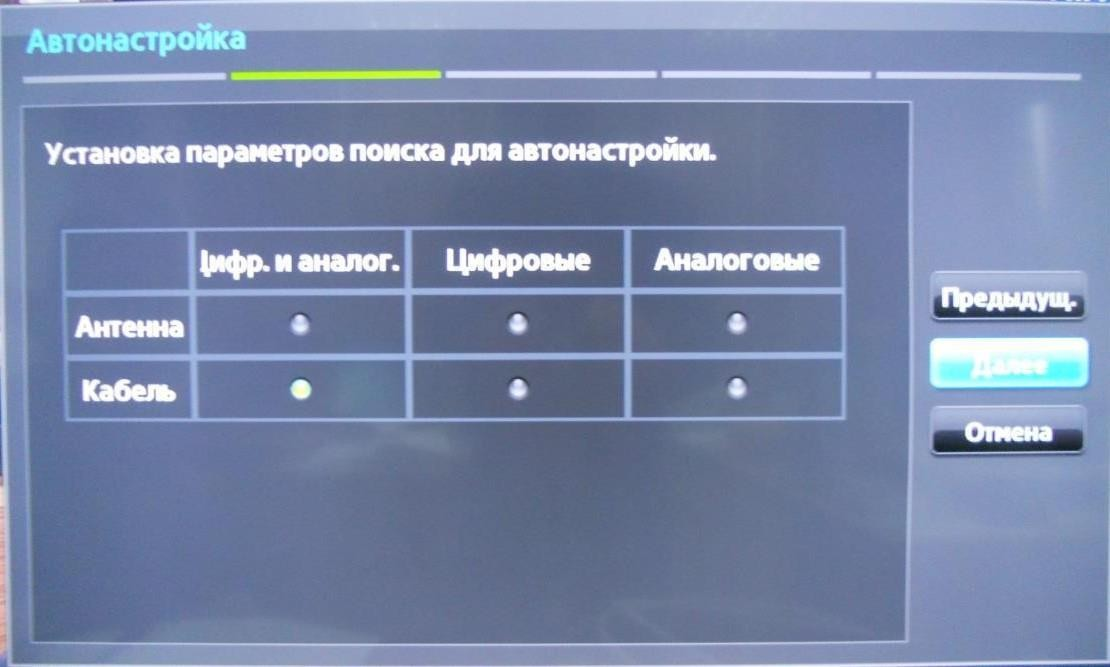 Автонастройка
Установка параметров поиска для автонастройки.
Цифр. и аналог. Цифровые Аналоговые
Антенна
Кабель
Предыдущ.
Далее
Отмена